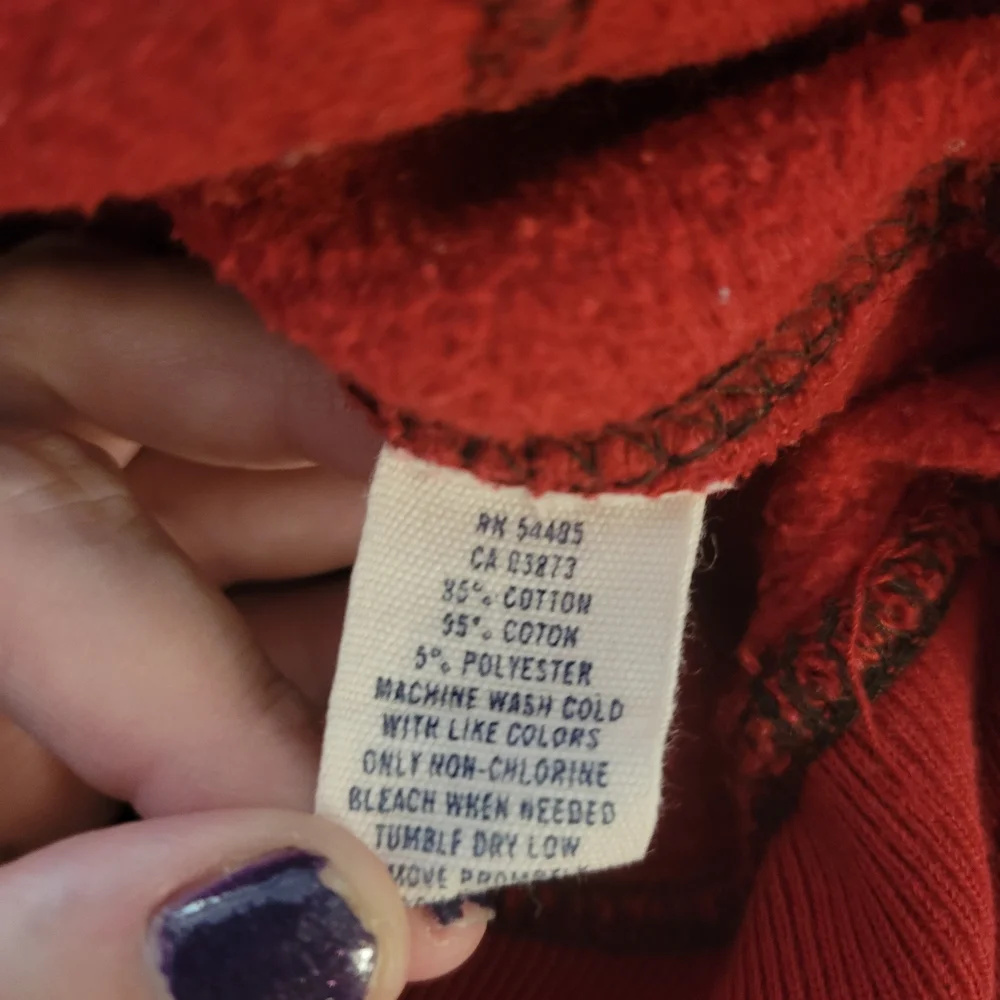 RN 54485
CA 03873
95% COTTON
95% COTON
5% POLYESTER
MACHINE WASH COLD
WITH LIKE COLORS
ONLY NON-CHLORINE
BLEACH WHEN NEEDED
TUMBLE DRY LOW